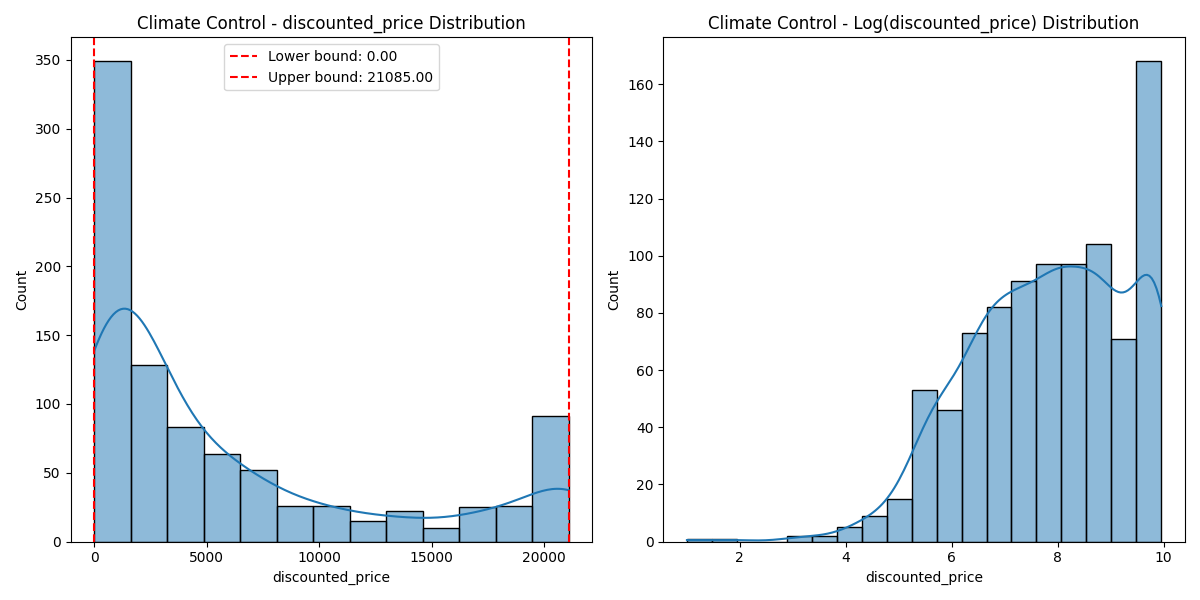 Climate Control - discounted_price Distribution
Lower bound: 0.00
Upper bound: 21085.00
350
300
250
200
150
100
50
0
Count
0 5000 10000 15000 20000
discounted_price
Climate Control - Log(discounted_price) Distribution
160
140
120
100
80
60
40
20
0
Count
2 4 6 8 10
discounted_price